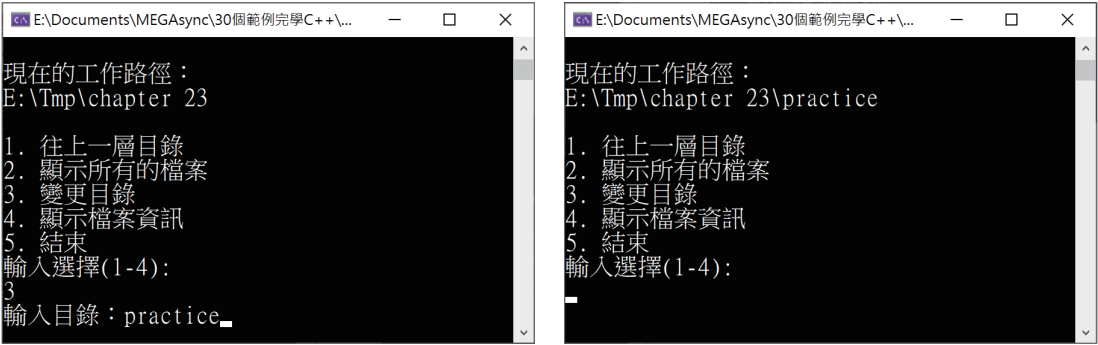 E:\Documents\MEGAsync\30個範例完學C++\...
現在的工作路徑：
E:\Tmp\chapter 23
1. 往上一層目錄
2. 顯示所有的檔案
3. 變更目錄
4. 顯示檔案資訊
5. 結束
輸入選擇(1-4):
3
輸入目錄：practice
E:\Documents\MEGAsync\30個範例完學C++\...
現在的工作路徑：
E:\Tmp\chapter 23\practice
1. 往上一層目錄
2. 顯示所有的檔案
3. 變更目錄
4. 顯示檔案資訊
5. 結束
輸入選擇(1-4):